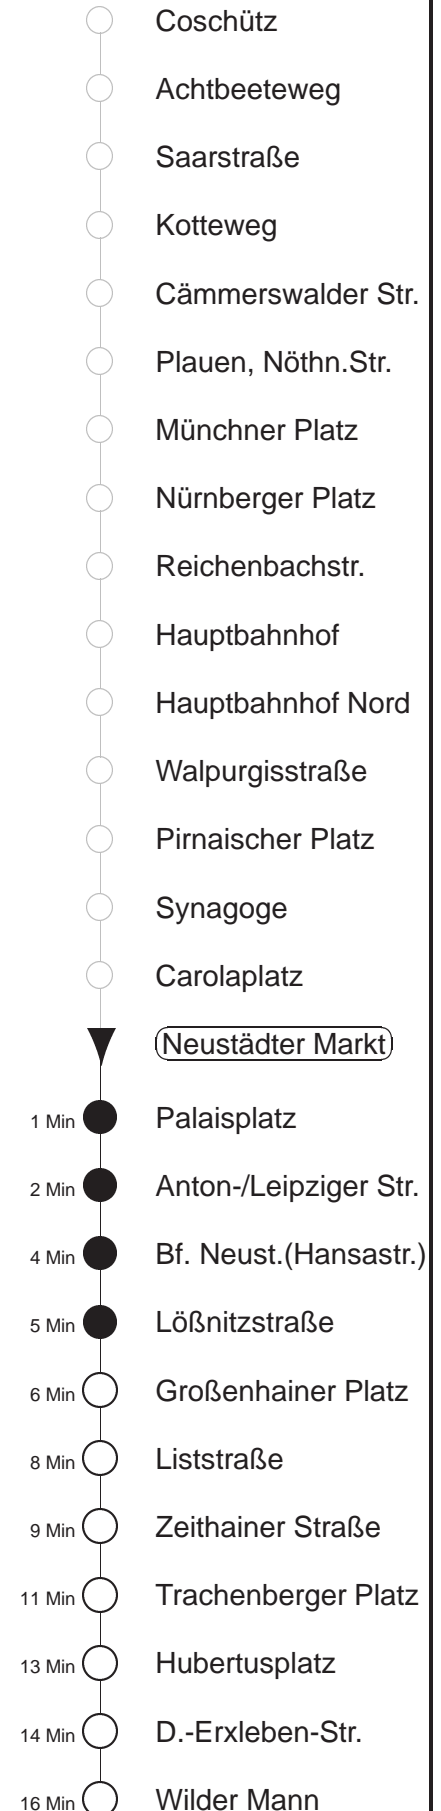 Coschütz
Achtbeeteweg
Saarstraße
Kotteweg
Cämmerswalder Str.
Plauen, Nöthn.Str.
Münchner Platz
Nürnberger Platz
Reichenbachstr.
Hauptbahnhof
Hauptbahnhof Nord
Walpurgisstraße
Pirnaischer Platz
Synagoge
Carolaplatz
Neustädter Markt
1 Min Palaisplatz
2 Min Anton-/Leipziger Str.
4 Min Bf. Neust.(Hansastr.)
5 Min Lößnitzstraße
6 Min Großenhainer Platz
8 Min Liststraße
9 Min Zeithainer Straße
11 Min Trachenberger Platz
13 Min Hubertusplatz
14 Min D.-Erxleben-Str.
16 Min Wilder Mann